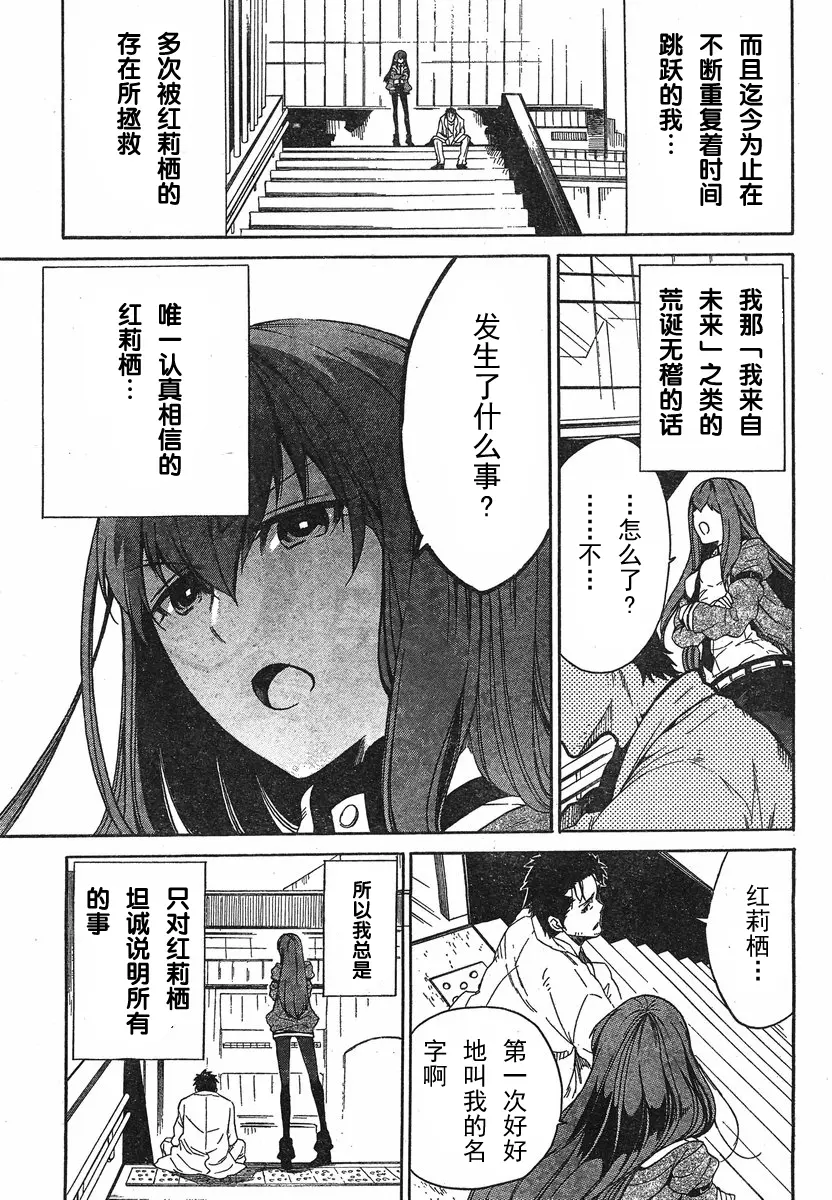 而且迄今为止在
不断重复着时间
跳跃的我…
多次被红莉栖的
存在所拯救
我那「我来自
未来」之类的
荒诞无稽的话
…怎么了?
……不…
发生了什么事?
唯一认真相信的
红莉栖…
红莉栖…
第一次好好
地叫我的名
字啊
所以我总是
只对红莉栖
坦诚说明所有
的事